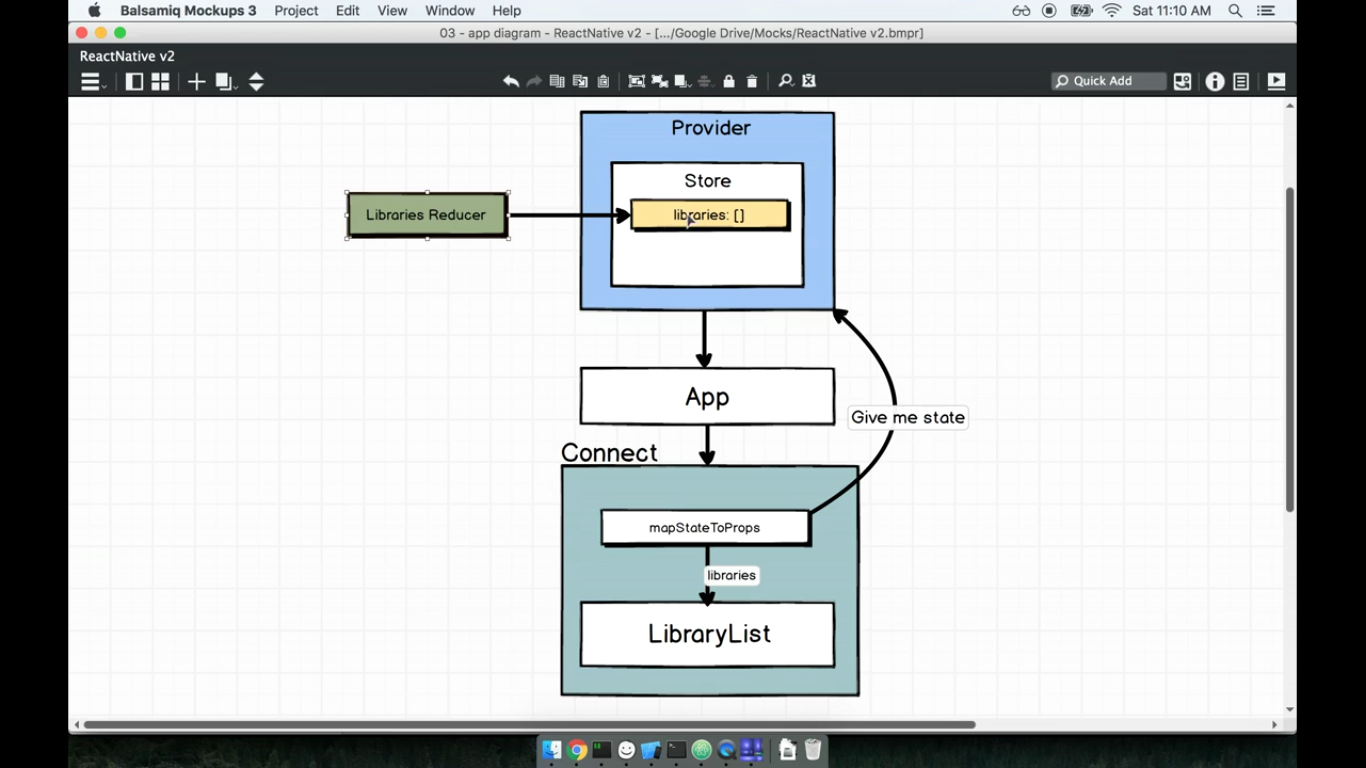 Balsamiq Mockups 3 Project Edit View Window Help Sat 11:10 AM
03 - app diagram - ReactNative v2 - [.../Google Drive/Mocks/ReactNative v2.bmpr]
ReactNative v2
Quick Add
Provider
Store
Libraries Reducer
libraries: []
App
Give me state
Connect
mapStateToProps
libraries
LibraryList